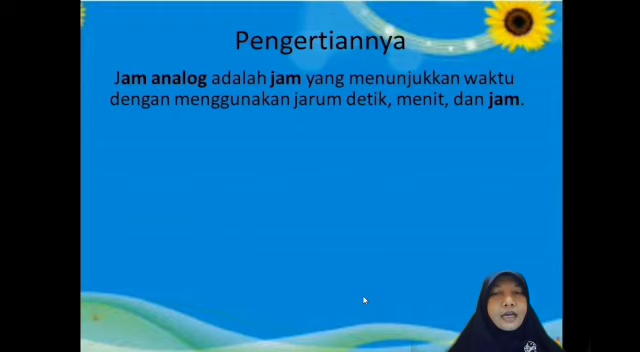 Pengertiannya
Jam analog adalah jam yang menunjukkan waktu
dengan menggunakan jarum detik, menit, dan jam.